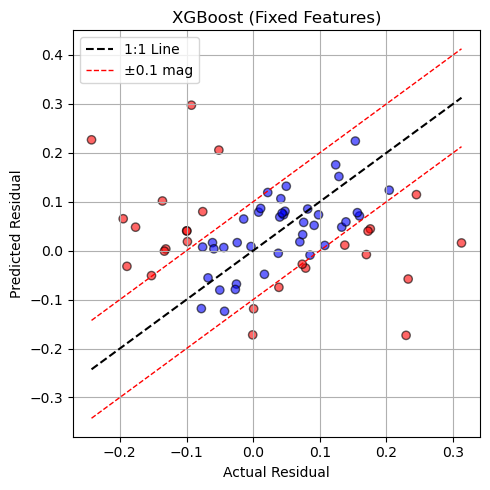 XGBoost (Fixed Features)
1:1 Line
±0.1 mag
0.4
0.3
0.2
0.1
0.0
−0.1
−0.2
−0.3
Predicted Residual
−0.2
−0.1
0.0
0.1
0.2
0.3
Actual Residual